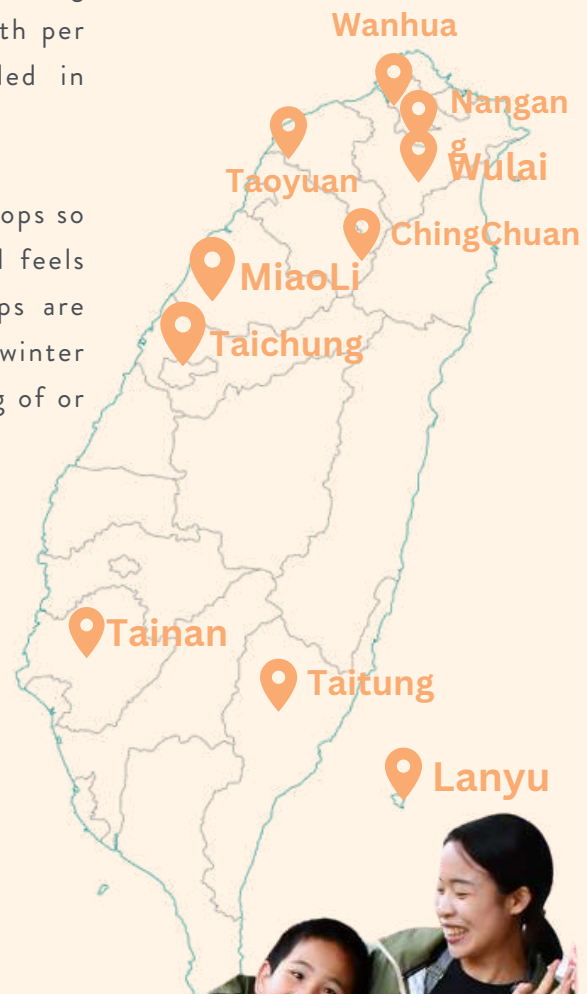 th per
led in
ops so
l feels
ps are
winter
g of or
Wanhua
Nangan
g
Wulai
Taoyuan
ChingChuan
MiaoLi
Taichung
Tainan
Taitung
Lanyu